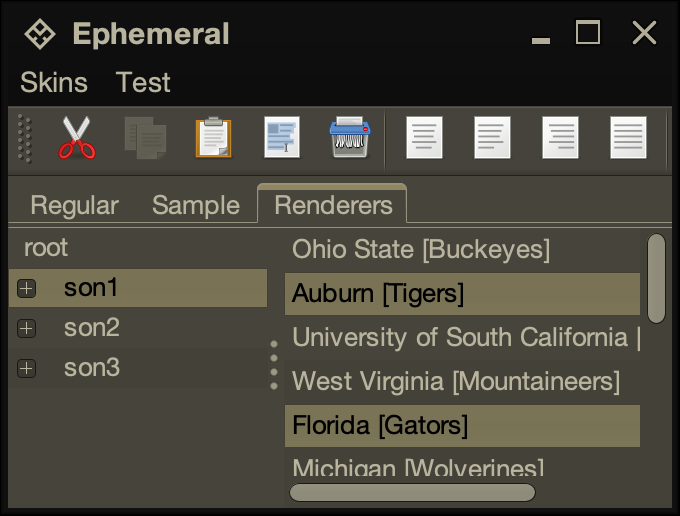 Ephemeral
Skins Test
Regular Sample Renderers
root
son1
son2
son3
Ohio State [Buckeyes]
Auburn [Tigers]
University of South California [
West Virginia [Mountaineers]
Florida [Gators]
Michigan [Wolverines]